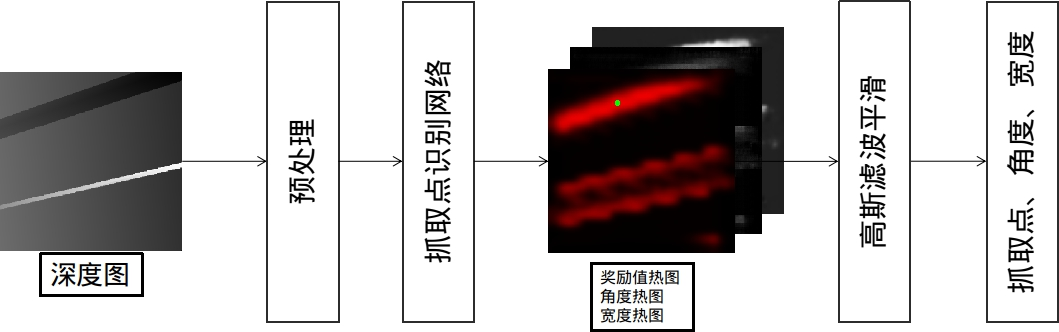 深度图
预处理
抓取点识别网络
奖励值热图
角度热图
宽度热图
高斯滤波平滑
抓取点、角度、宽度